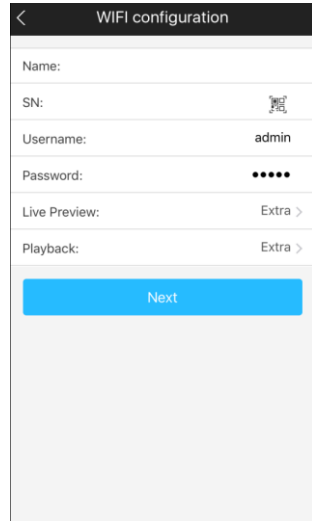 WIFI configuration
Name:
SN:
Username: admin
Password: •••••
Live Preview: Extra
Playback: Extra
Next